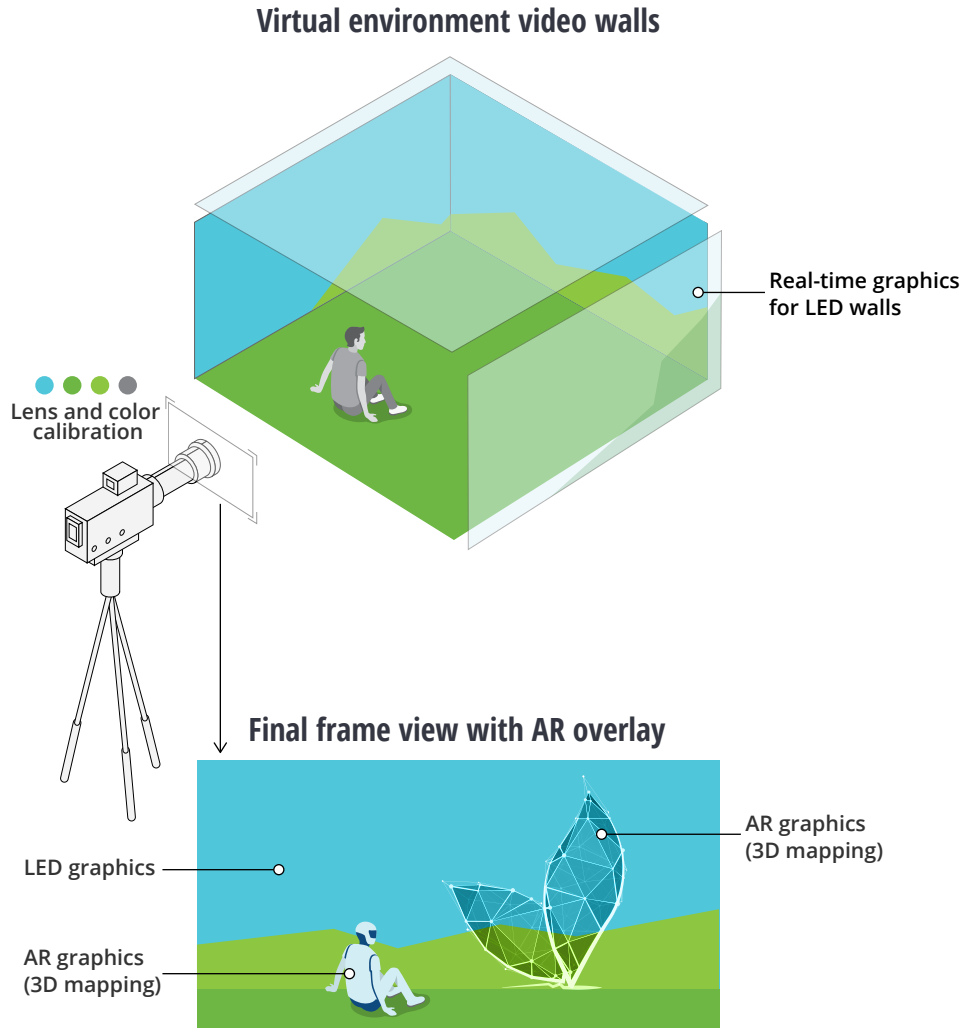 Virtual environment video walls
Real-time graphics
for LED walls
Lens and color
calibration
Final frame view with AR overlay
AR graphics
(3D mapping)
LED graphics
AR graphics
(3D mapping)